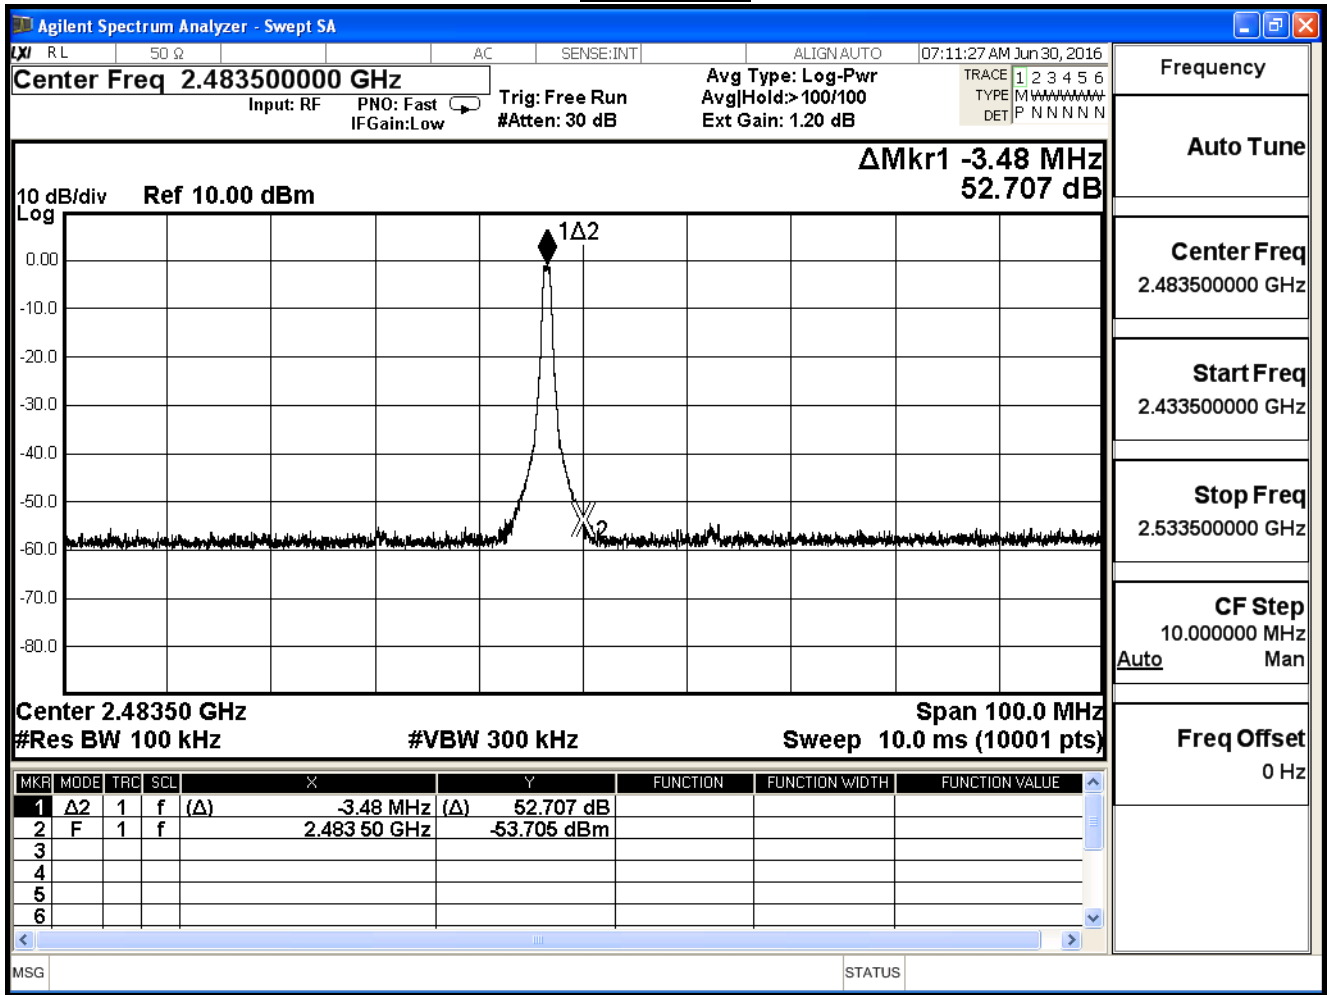 Agilent Spectrum Analyzer - Swept SA
LXI RL 50 Ω AC SENSE:INT ALIGN AUTO 07:11:27 AM Jun 30, 2016
Center Freq 2.483500000 GHz
Input: RF PNO: Fast Trig: Free Run Avg Type: Log-Pwr TRACE 1 2 3 4 5 6
IFGain:Low #Atten: 30 dB Avg|Hold:>100/100 TYPE M WWWWW
Ext Gain: 1.20 dB DET P N N N N N
ΔMkr1 -3.48 MHz
52.707 dB
10 dB/div Ref 10.00 dBm
Log
1Δ2
0.00
-10.0
-20.0
-30.0
-40.0
-50.0
2
-60.0
-70.0
-80.0
Center 2.48350 GHz Span 100.0 MHz
#Res BW 100 kHz #VBW 300 kHz Sweep 10.0 ms (10001 pts)
MKR MODE TRC SCL X Y FUNCTION FUNCTION WIDTH FUNCTION VALUE
1 Δ2 1 f (Δ) -3.48 MHz (Δ) 52.707 dB
2 F 1 f 2.483 50 GHz -53.705 dBm
3
4
5
6
MSG STATUS
Frequency
Auto Tune
Center Freq
2.483500000 GHz
Start Freq
2.433500000 GHz
Stop Freq
2.533500000 GHz
CF Step
10.000000 MHz
Auto Man
Freq Offset
0 Hz